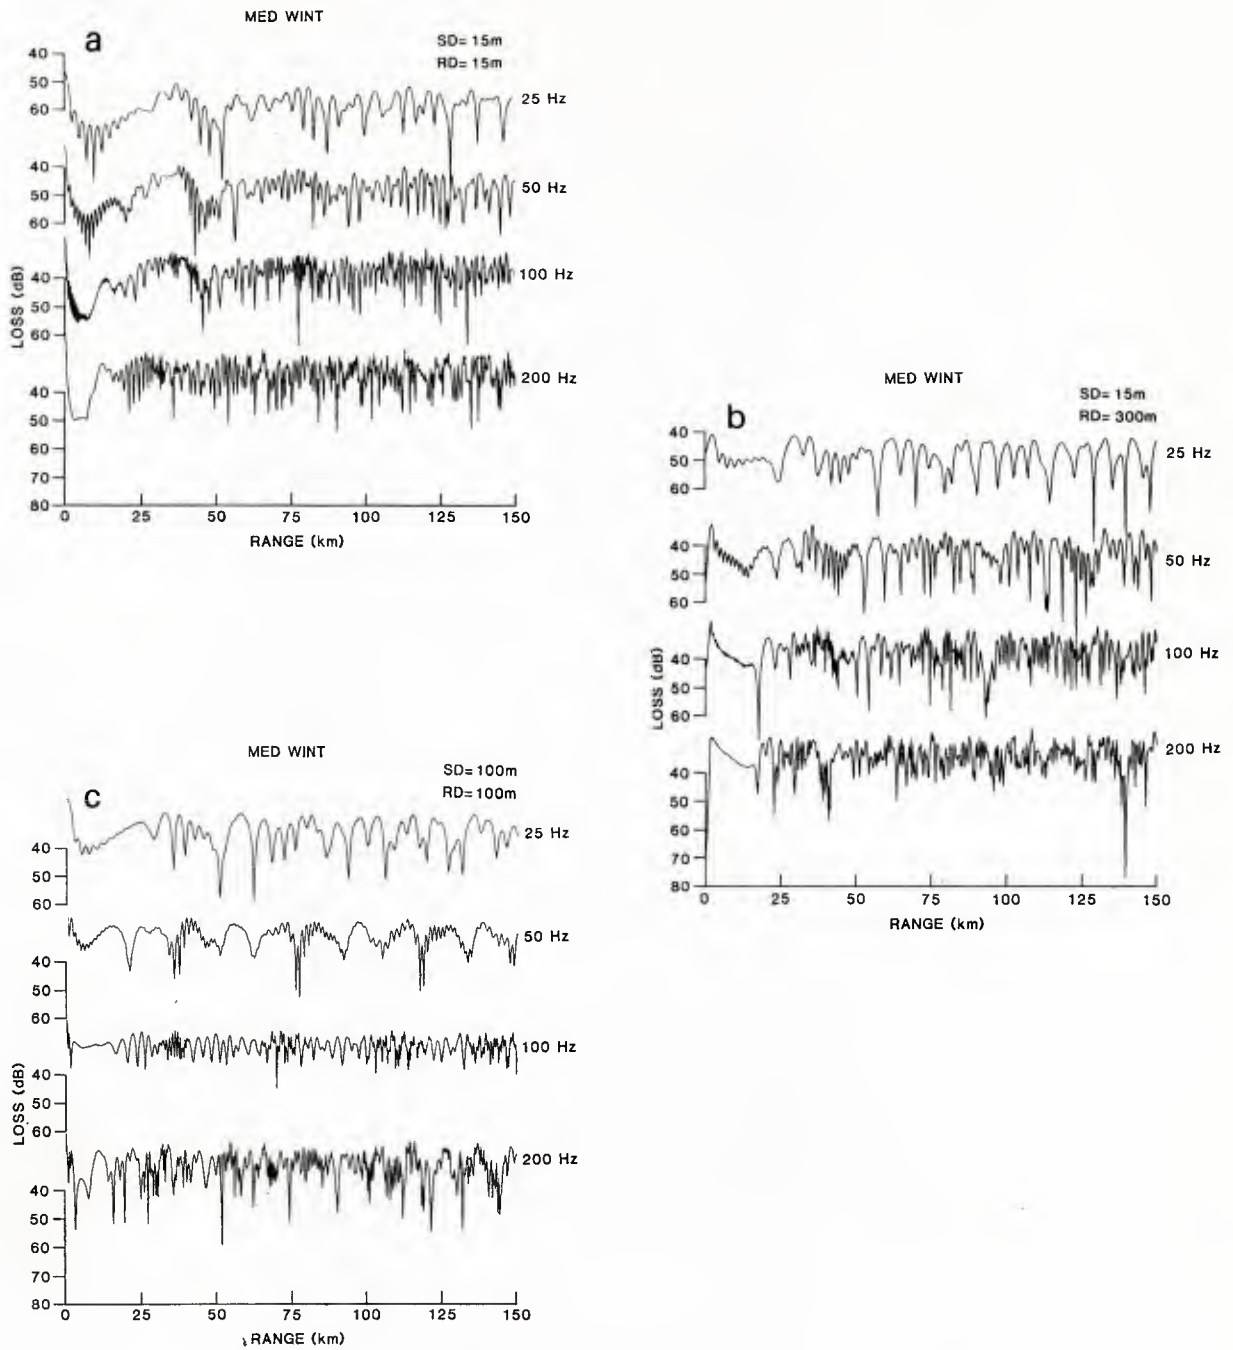 MED WINT
a
SD= 15m
RD= 15m
40
50
60
25 Hz
40
50
60
50 Hz
40
50
60
100 Hz
LOSS (dB)
40
50
60
70
80
200 Hz
0 25 50 75 100 125 150
RANGE (km)
MED WINT
b
SD= 15m
RD= 300m
40
50
60
25 Hz
40
50
60
50 Hz
40
50
60
100 Hz
LOSS (dB)
40
50
60
70
80
200 Hz
0 25 50 75 100 125 150
RANGE (km)
MED WINT
c
SD= 100m
RD= 100m
40
50
60
25 Hz
40
50
60
50 Hz
40
50
60
100 Hz
LOSS (dB)
40
50
60
70
80
200 Hz
0 25 50 75 100 125 150
RANGE (km)